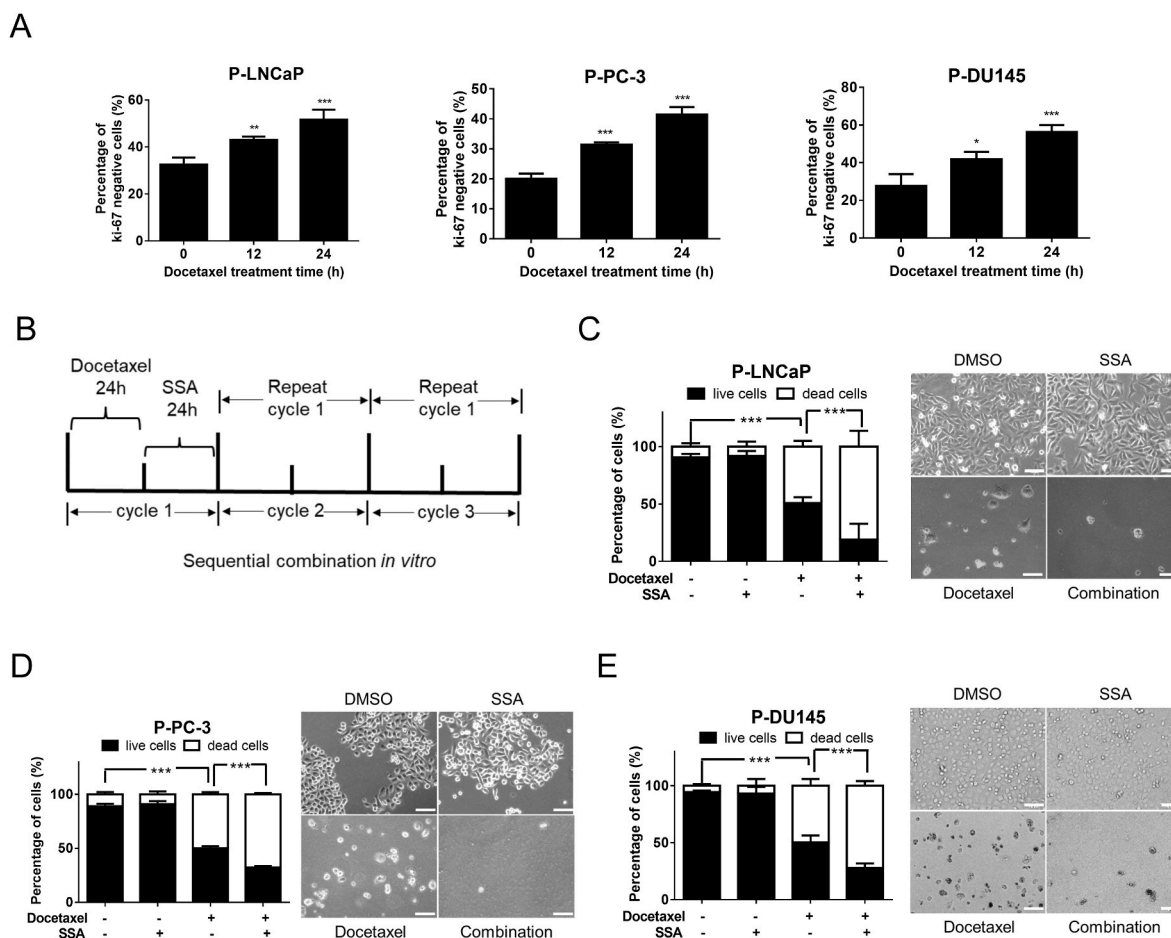 A
P-LNCaP
Percentage of
ki-67 negative cells (%)
60
40
20
0
**
***
0 12 24
Docetaxel treatment time (h)
P-PC-3
Percentage of
ki-67 negative cells (%)
50
40
30
20
10
0
***
***
0 12 24
Docetaxel treatment time (h)
P-DU145
Percentage of
ki-67 negative cells (%)
80
60
40
20
0
*
***
0 12 24
Docetaxel treatment time (h)
B
Docetaxel
24h
SSA
24h
Repeat
cycle 1
Repeat
cycle 1
cycle 1 cycle 2 cycle 3
Sequential combination in vitro
C
P-LNCaP
live cells dead cells
*** ***
Percentage of cells (%)
100
50
0
Docetaxel - - + +
SSA - + - +
DMSO SSA
Docetaxel Combination
D
P-PC-3
live cells dead cells
*** ***
Percentage of cells (%)
100
50
0
Docetaxel - - + +
SSA - + - +
DMSO SSA
Docetaxel Combination
E
P-DU145
live cells dead cells
*** ***
Percentage of cells (%)
100
50
0
Docetaxel - - + +
SSA - + - +
DMSO SSA
Docetaxel Combination